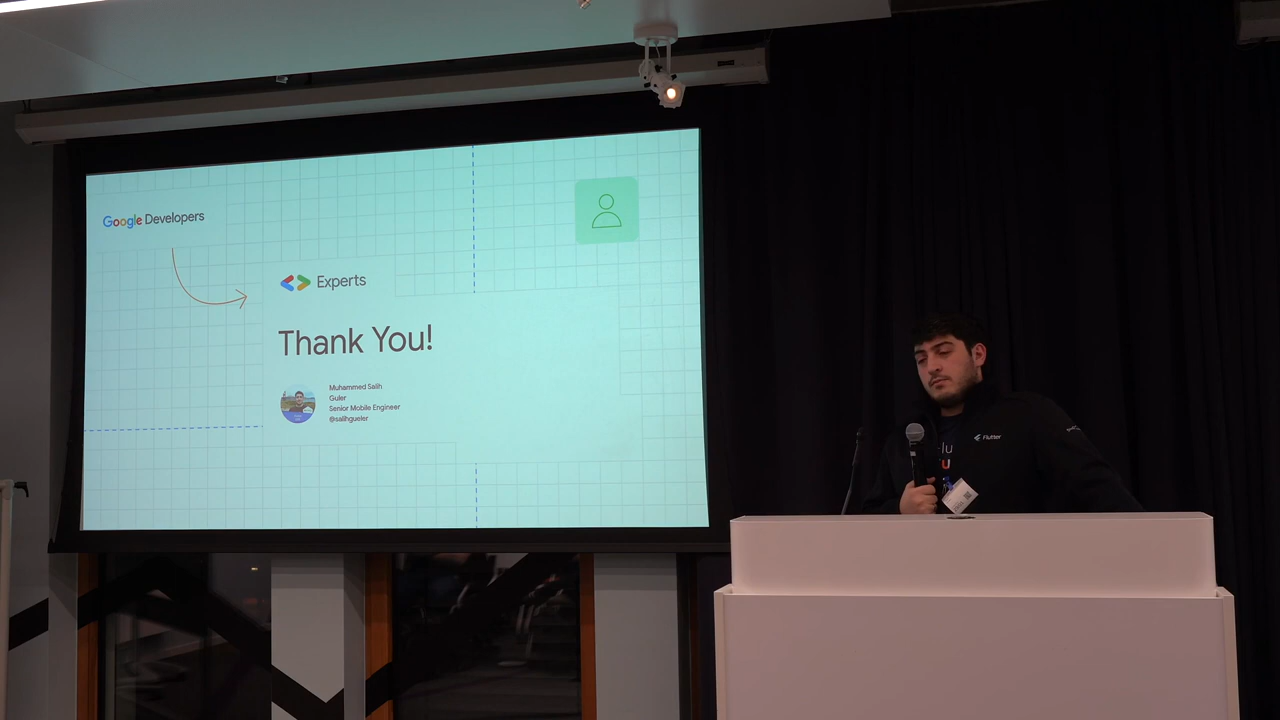 Google Developers
Experts
Thank You!
Muhammed Salih
Guler
Senior Mobile Engineer
@salihgueler
Flutter